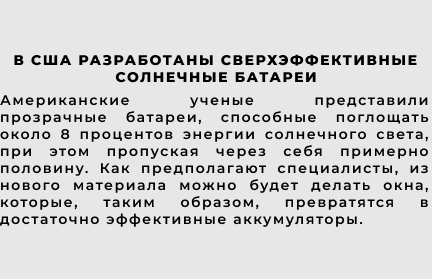 В США РАЗРАБОТАНЫ СВЕРХЭФФЕКТИВНЫЕ
СОЛНЕЧНЫЕ БАТАРЕИ
Американские ученые представили
прозрачные батареи, способные поглощать
около 8 процентов энергии солнечного света,
при этом пропуская через себя примерно
половину. Как предполагают специалисты, из
нового материала можно будет делать окна,
которые, таким образом, превратятся в
достаточно эффективные аккумуляторы.